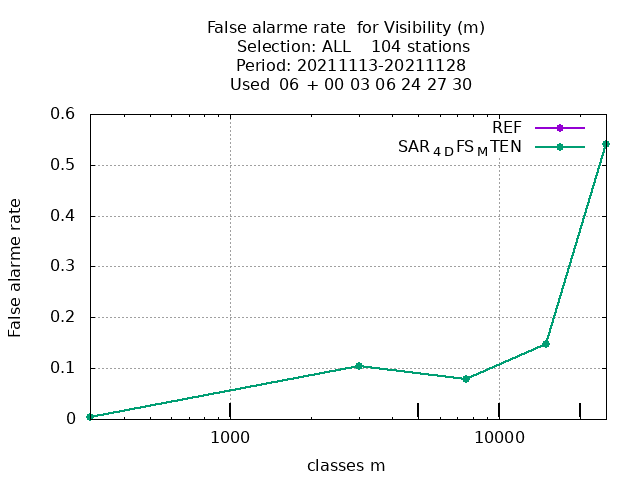 False alarme rate  for Visibility (m)
Selection: ALL    104 stations
Period: 20211113-20211128
Used  06  + 00 03 06 24 27 30
REF
SAR4DFSMTEN
0.6
0.5
0.4
0.3
0.2
0.1
0
False alarme rate
1000
10000
classes m